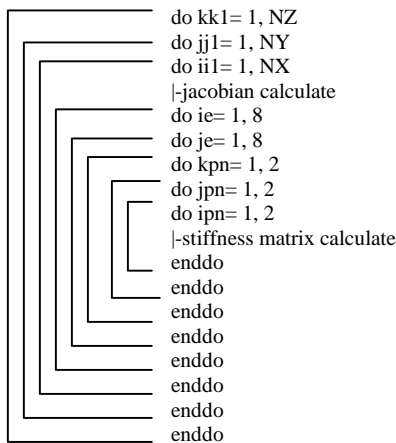 do kk1= 1, NZ
do jj1= 1, NY
do ii1= 1, NX
|-jacobian calculate
do ie= 1, 8
do je= 1, 8
do kpn= 1, 2
do jpn= 1, 2
do ipn= 1, 2
|-stiffness matrix calculate
enddo
enddo
enddo
enddo
enddo
enddo
enddo
enddo